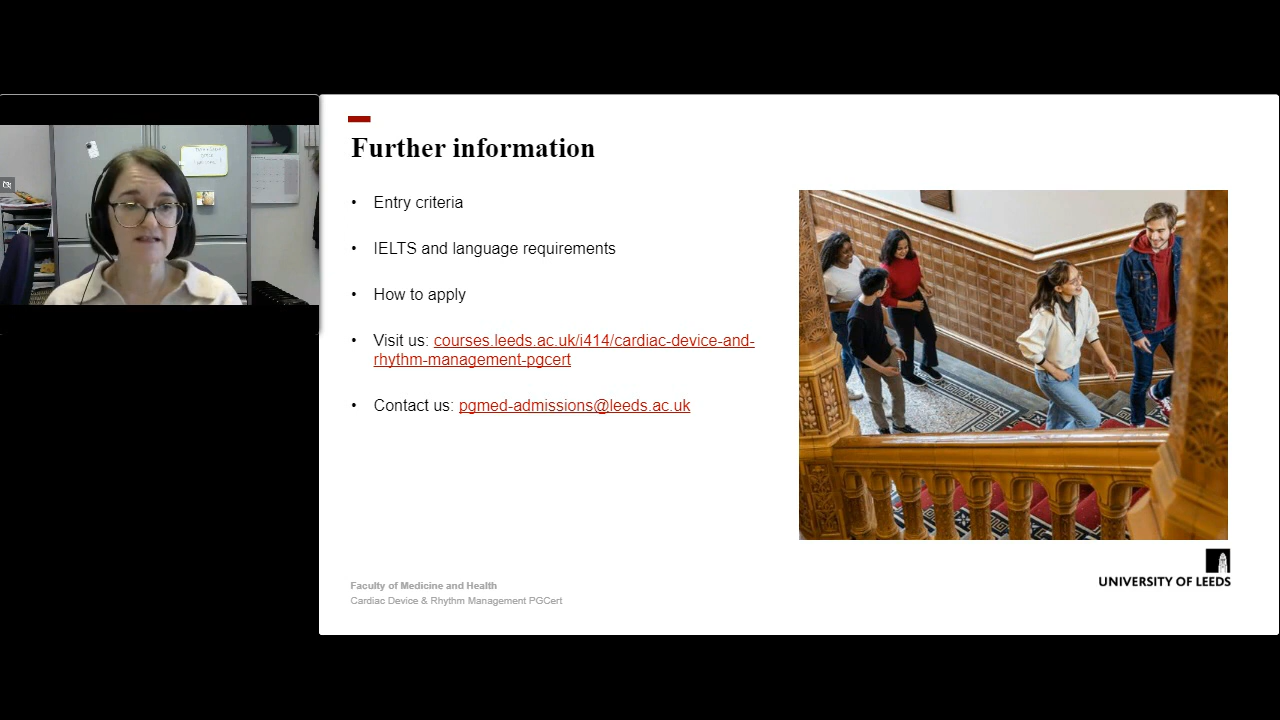 Further information
• Entry criteria
• IELTS and language requirements
• How to apply
• Visit us: courses.leeds.ac.uk/i414/cardiac-device-and-
rhythm-management-pgcert
• Contact us: pgmed-admissions@leeds.ac.uk
UNIVERSITY OF LEEDS
Faculty of Medicine and Health
Cardiac Device & Rhythm Management PGCert